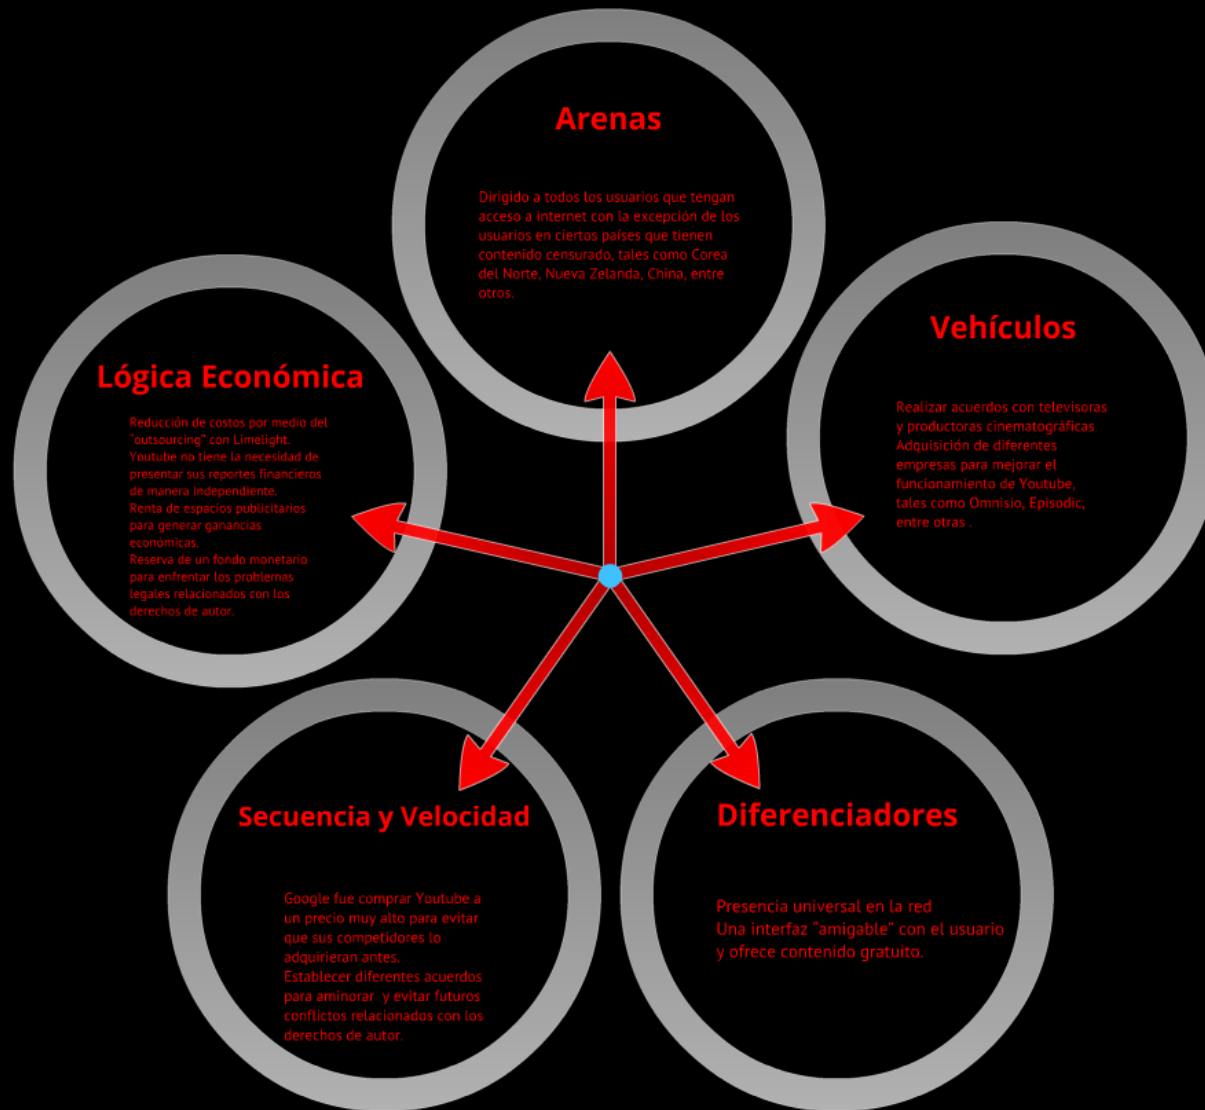 Arenas
Dirigido a todos los usuarios que tengan
acceso a internet con la excepción de los
usuarios en ciertos países que tienen
contenido censurado, tales como Corea
del Norte, Nueva Zelanda, China, entre
otros.
Vehículos
Realizar acuerdos con televisoras
y productoras cinematográficas
Adquisición de diferentes
empresas para mejorar el
funcionamiento de Youtube,
tales como Omnisio, Episodic,
entre otras .
Lógica Económica
Reducción de costos por medio del
"outsourcing" con Limelight.
Youtube no tiene la necesidad de
presentar sus reportes financieros
de manera independiente.
Renta de espacios publicitarios
para generar ganancias
económicas.
Reserva de un fondo monetario
para enfrentar los problemas
legales relacionados con los
derechos de autor.
Secuencia y Velocidad
Google fue comprar Youtube a
un precio muy alto para evitar
que sus competidores lo
adquirieran antes.
Establecer diferentes acuerdos
para aminorar  y evitar futuros
conflictos relacionados con los
derechos de autor.
Diferenciadores
Presencia universal en la red
Una interfaz "amigable" con el usuario
y ofrece contenido gratuito.